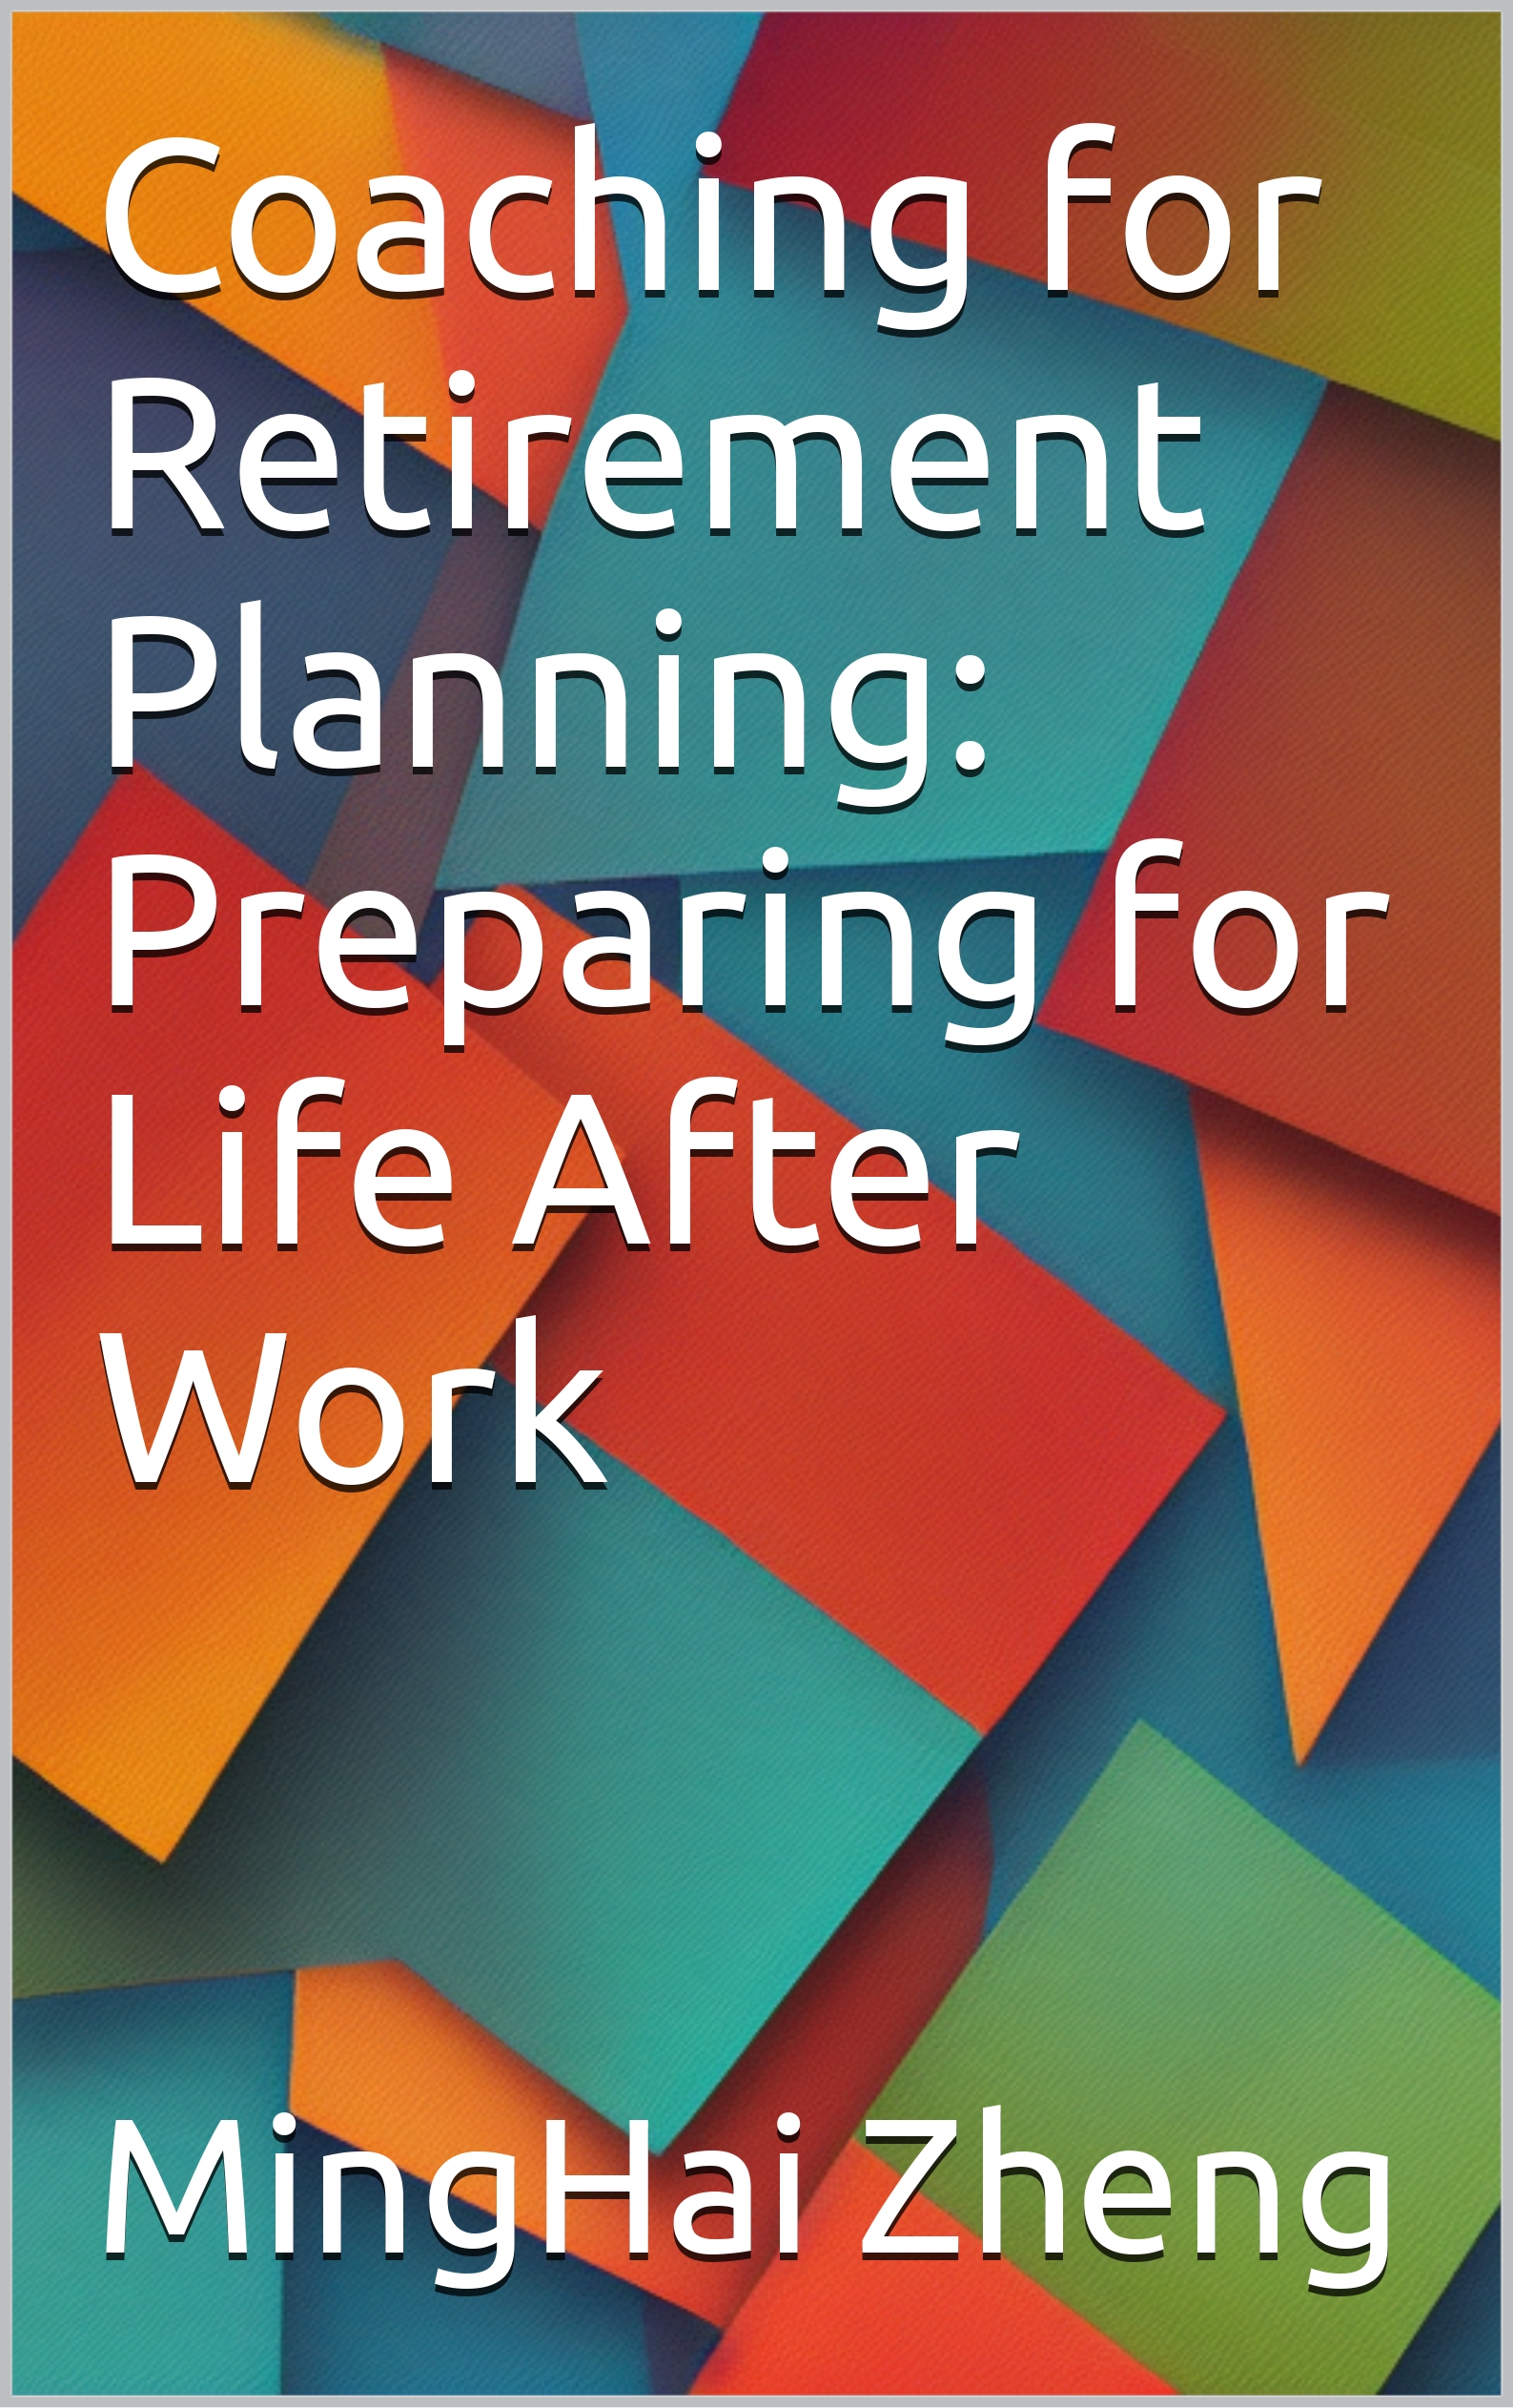 Coaching for
Retirement
Planning:
Preparing for
Life After
Work
MingHai Zheng